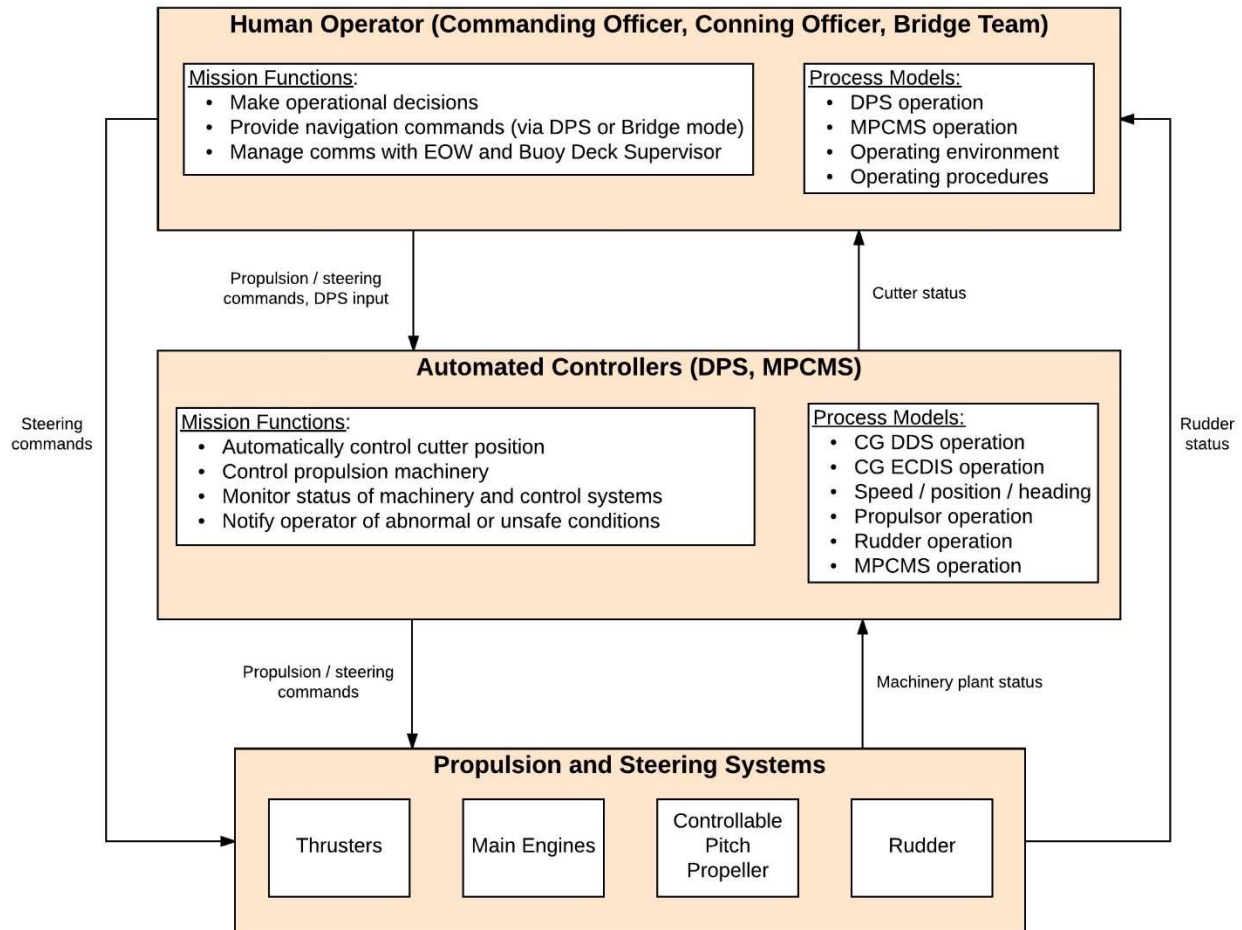 Human Operator (Commanding Officer, Conning Officer, Bridge Team)
Mission Functions:
• Make operational decisions
• Provide navigation commands (via DPS or Bridge mode)
• Manage comms with EOW and Buoy Deck Supervisor
Process Models:
• DPS operation
• MPCMS operation
• Operating environment
• Operating procedures
Propulsion / steering
commands, DPS input
Cutter status
Automated Controllers (DPS, MPCMS)
Mission Functions:
• Automatically control cutter position
• Control propulsion machinery
• Monitor status of machinery and control systems
• Notify operator of abnormal or unsafe conditions
Process Models:
• CG DDS operation
• CG ECDIS operation
• Speed / position / heading
• Propulsor operation
• Rudder operation
• MPCMS operation
Steering
commands
Rudder
status
Propulsion / steering
commands
Machinery plant status
Propulsion and Steering Systems
Thrusters
Main Engines
Controllable
Pitch
Propeller
Rudder